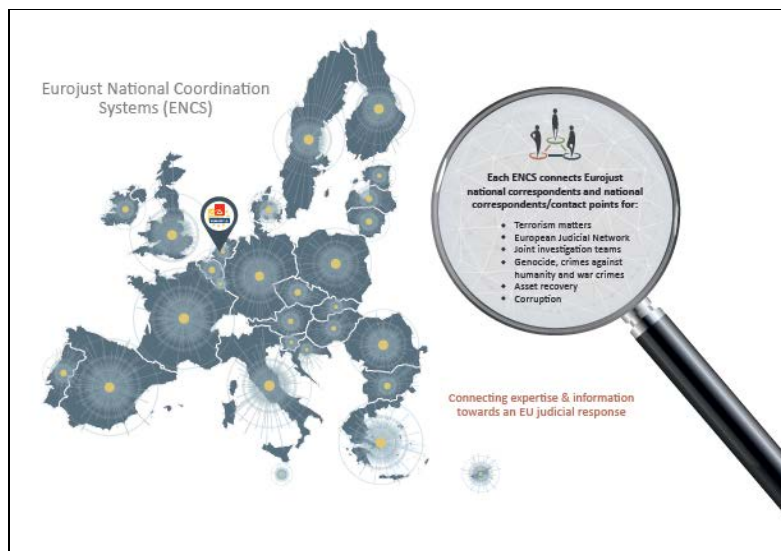 Eurojust National Coordination
Systems (ENCS)
Each ENCS connects Eurojust
national correspondents and national
correspondents/contact points for:
• Terrorism matters
• European Judicial Network
• Joint investigation teams
• Genocide, crimes against
humanity and war crimes
• Asset recovery
• Corruption
Connecting expertise & information
towards an EU judicial response